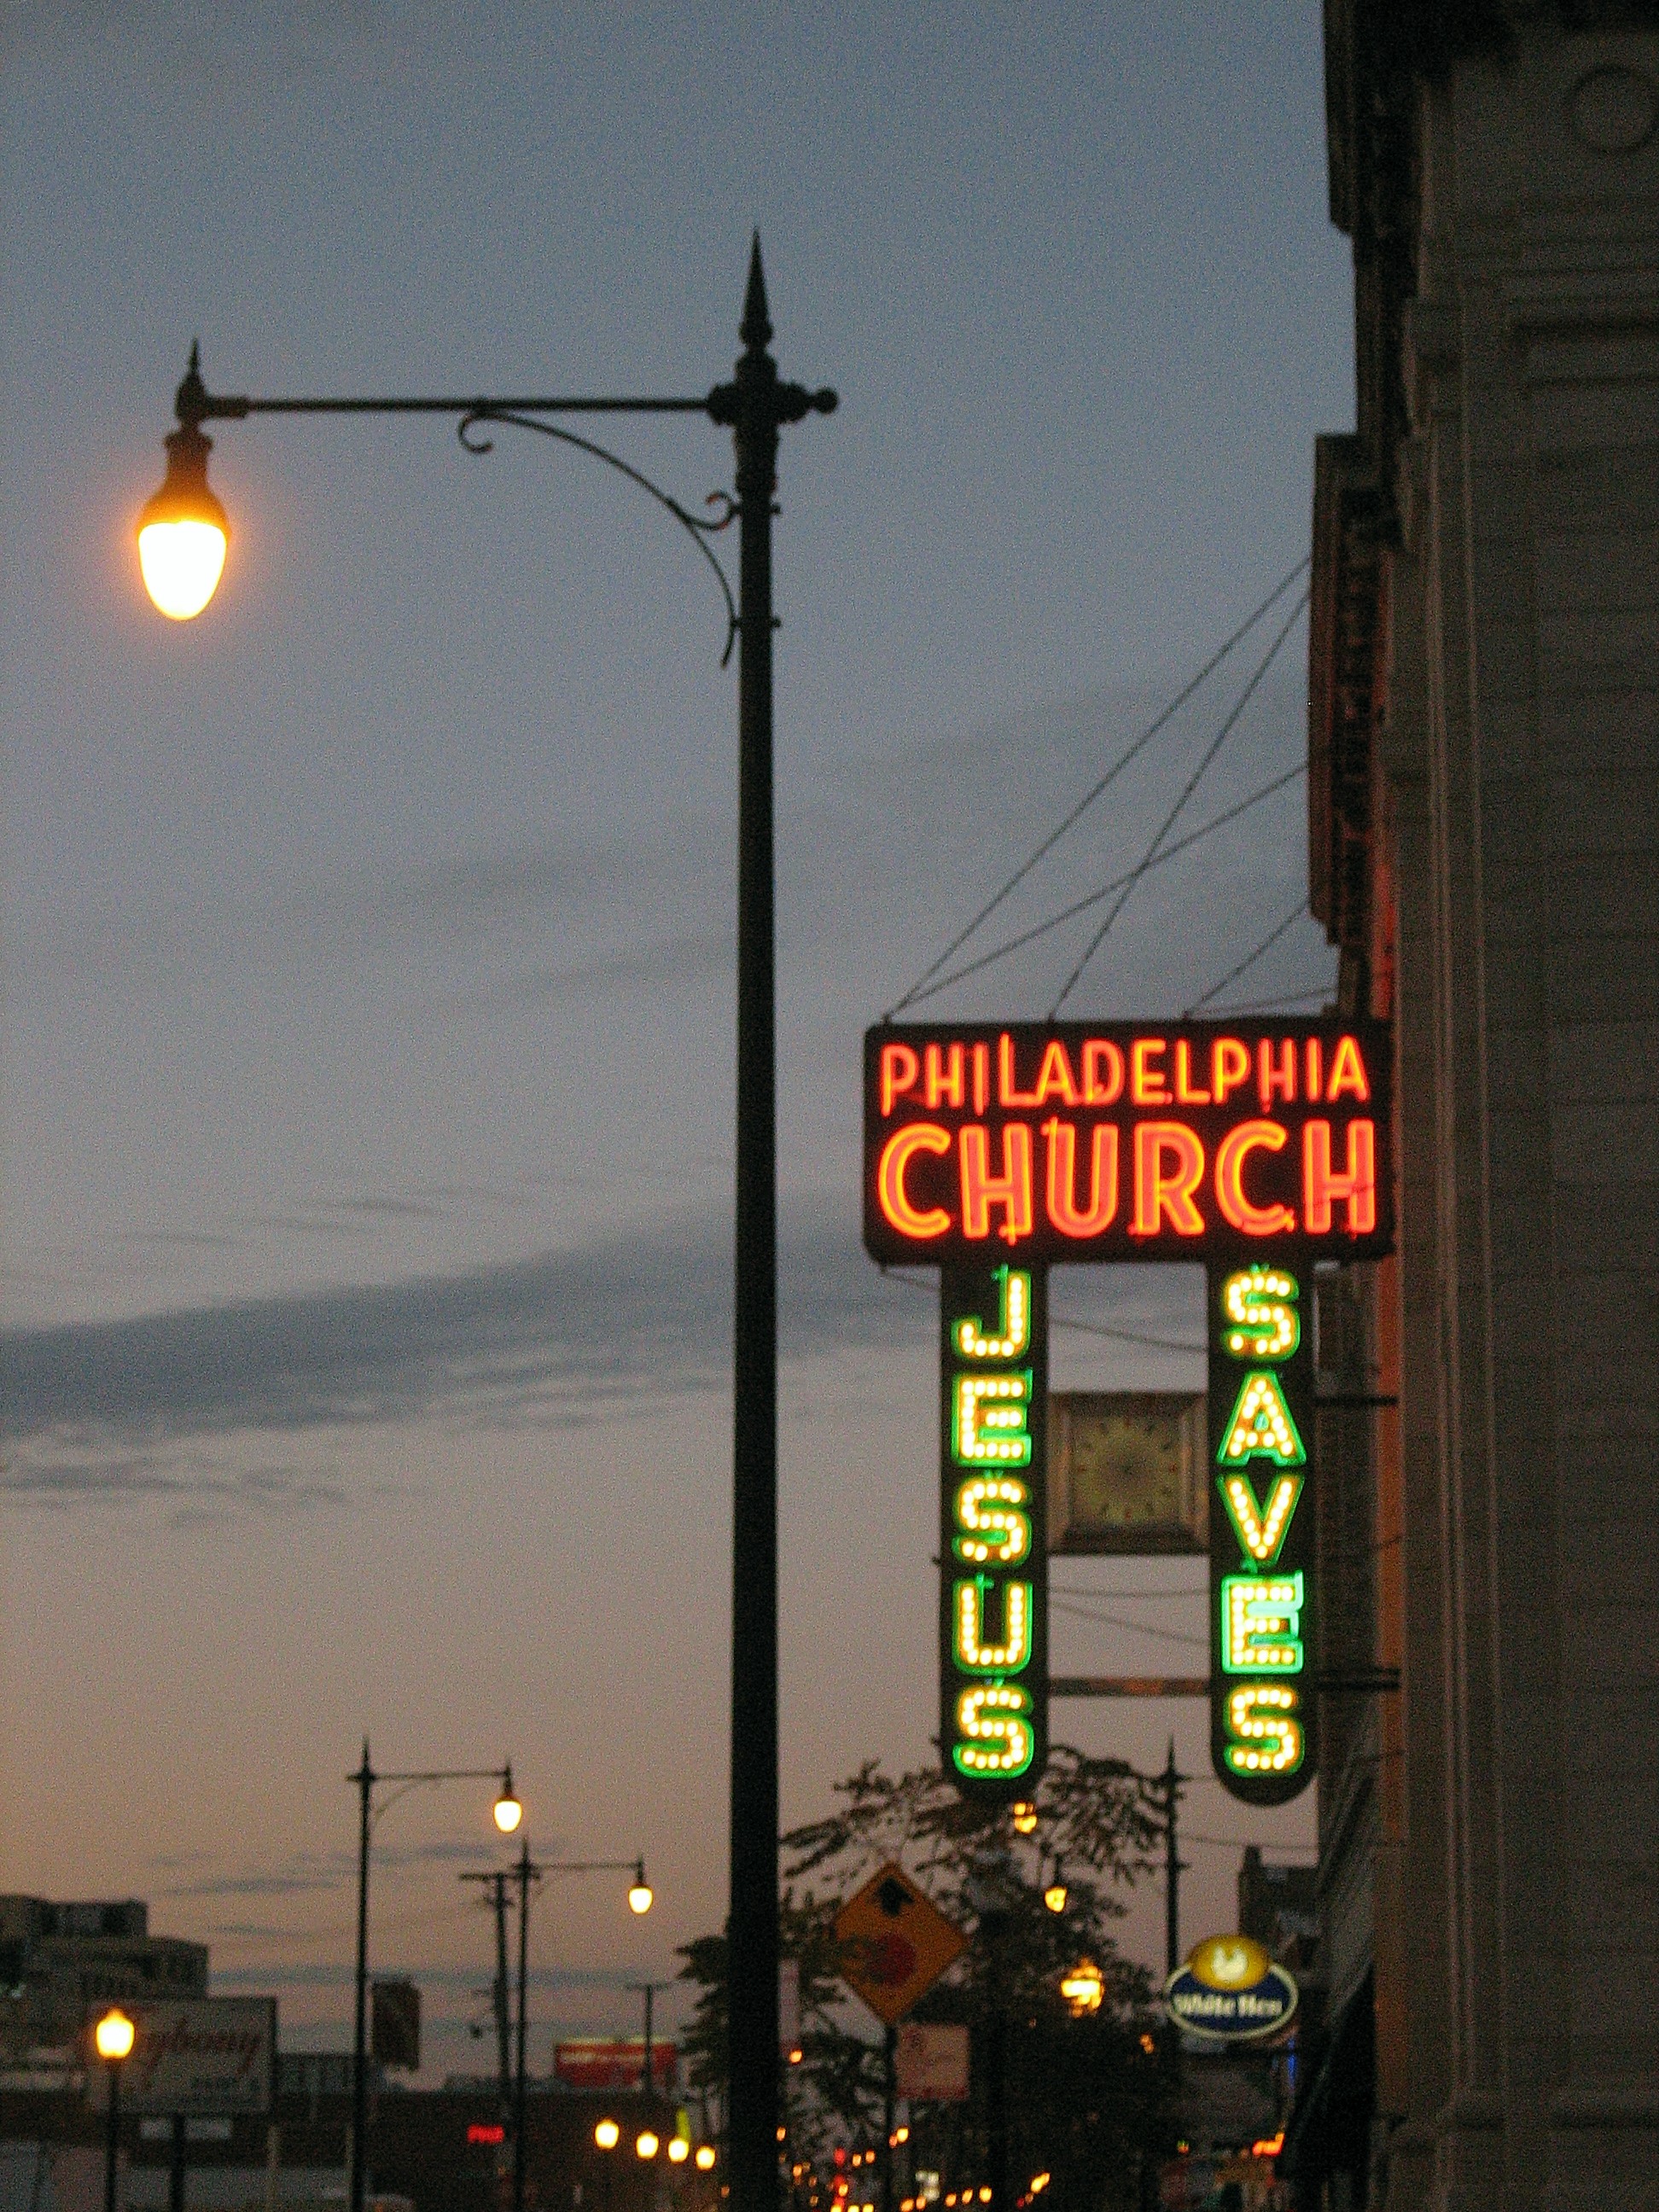 PHILADELPHIA
CHURCH
JESUS
SAVES
White Hen